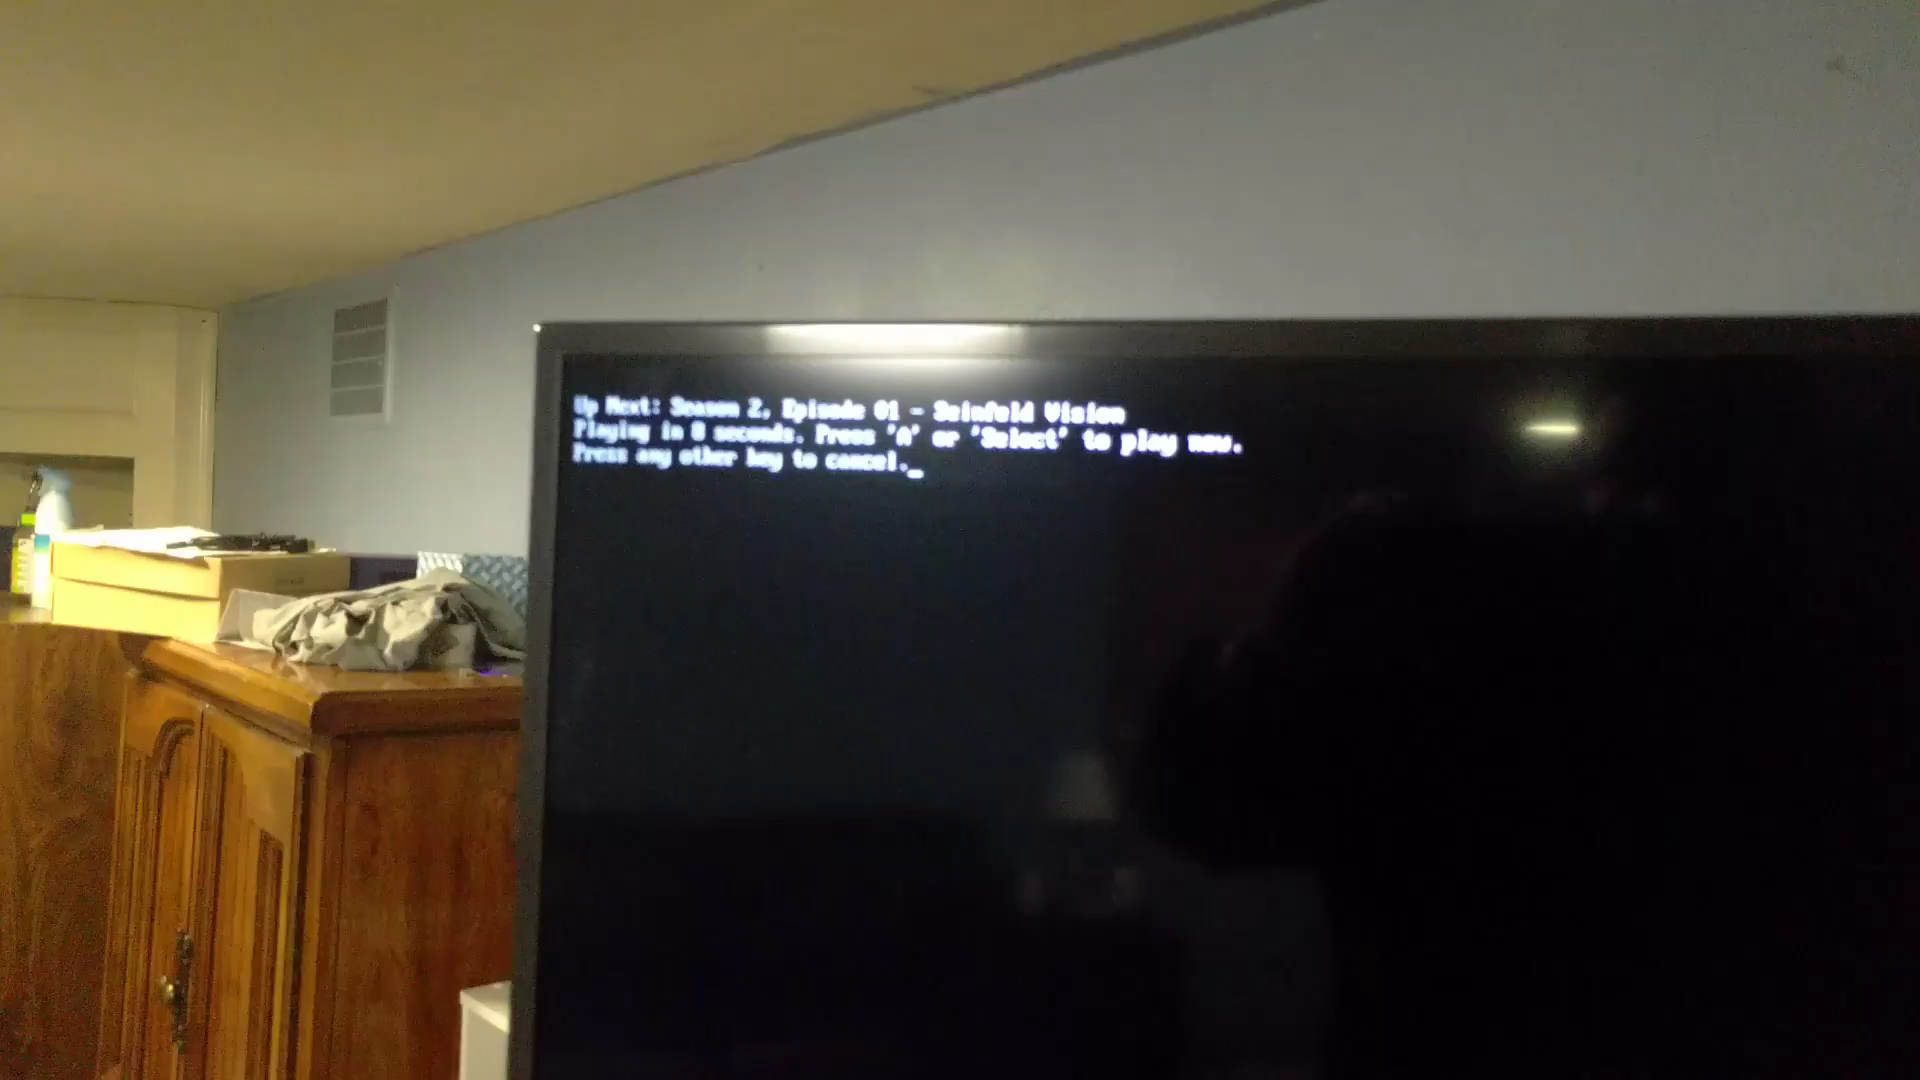 Up Next: Season 2, Episode 01 - Seinfeld Vision
Playing in 8 seconds. Press 'A' or 'Select' to play now.
Press any other key to cancel._